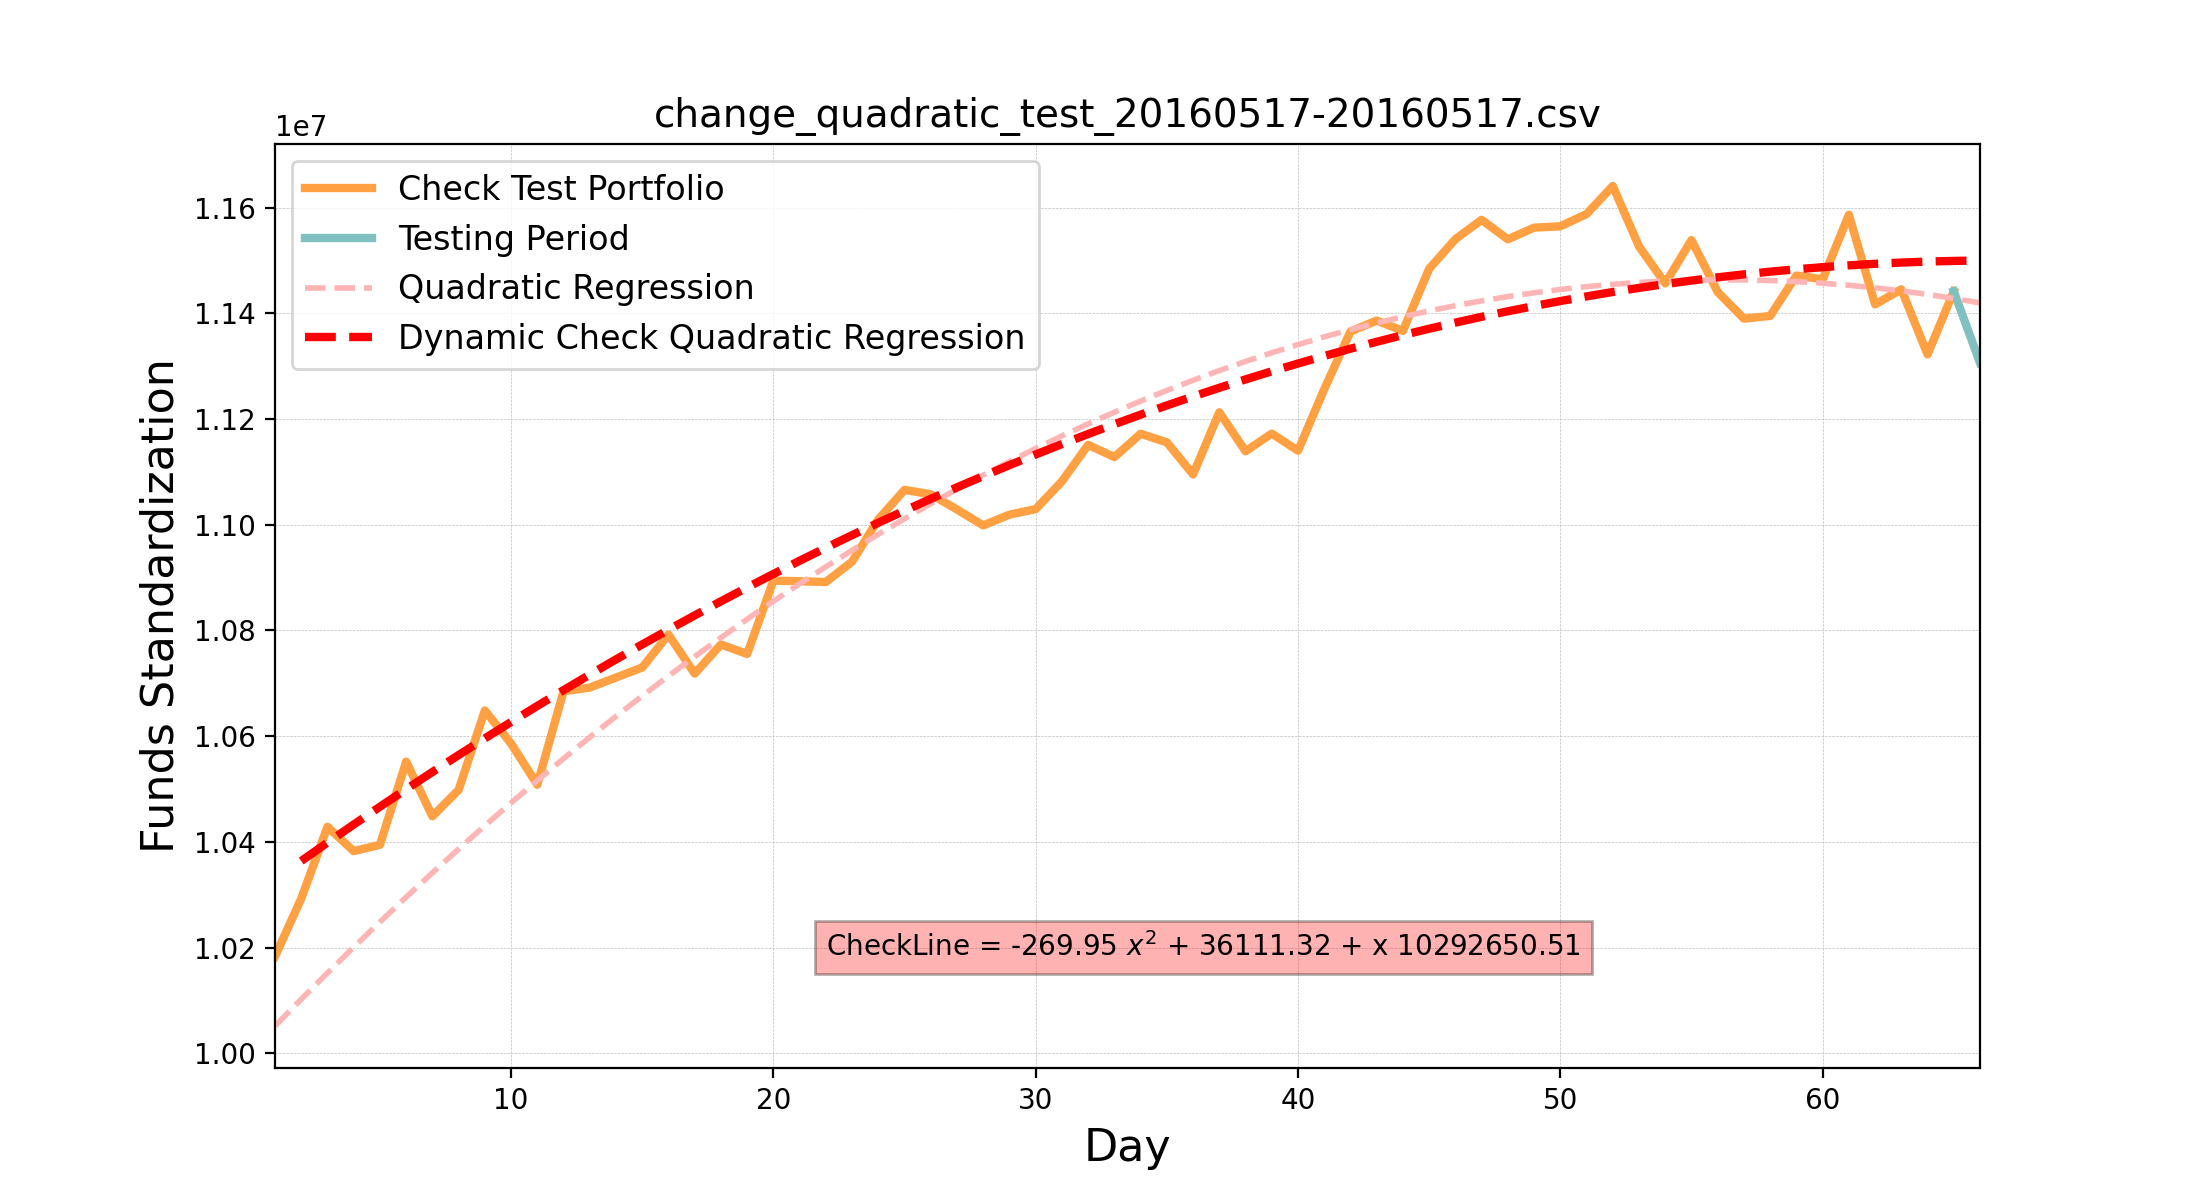 change_quadratic_test_20160517-20160517.csv
1e7
Check Test Portfolio
Testing Period
Quadratic Regression
Dynamic Check Quadratic Regression
1.16
1.14
1.12
1.10
1.08
1.06
1.04
1.02
1.00
Funds Standardization
CheckLine = -269.95 x² + 36111.32 + x 10292650.51
10 20 30 40 50 60
Day